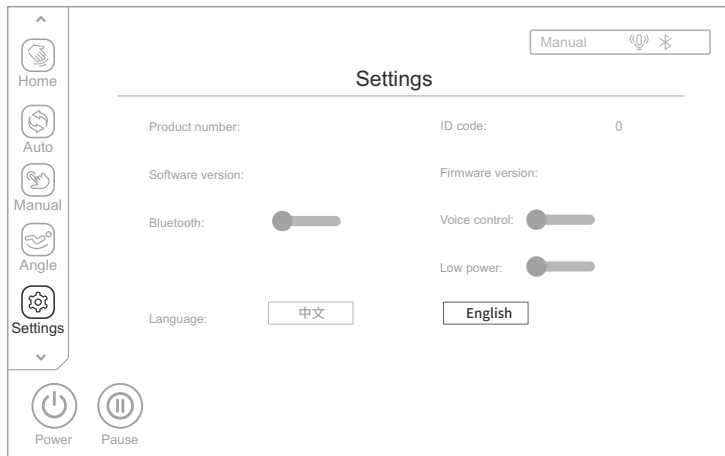 Manual
Settings
Home
Auto
Manual
Angle
Settings
Product number:
ID code: 0
Software version:
Firmware version:
Bluetooth:
Voice control:
Low power:
Language:
中文
English
Power
Pause